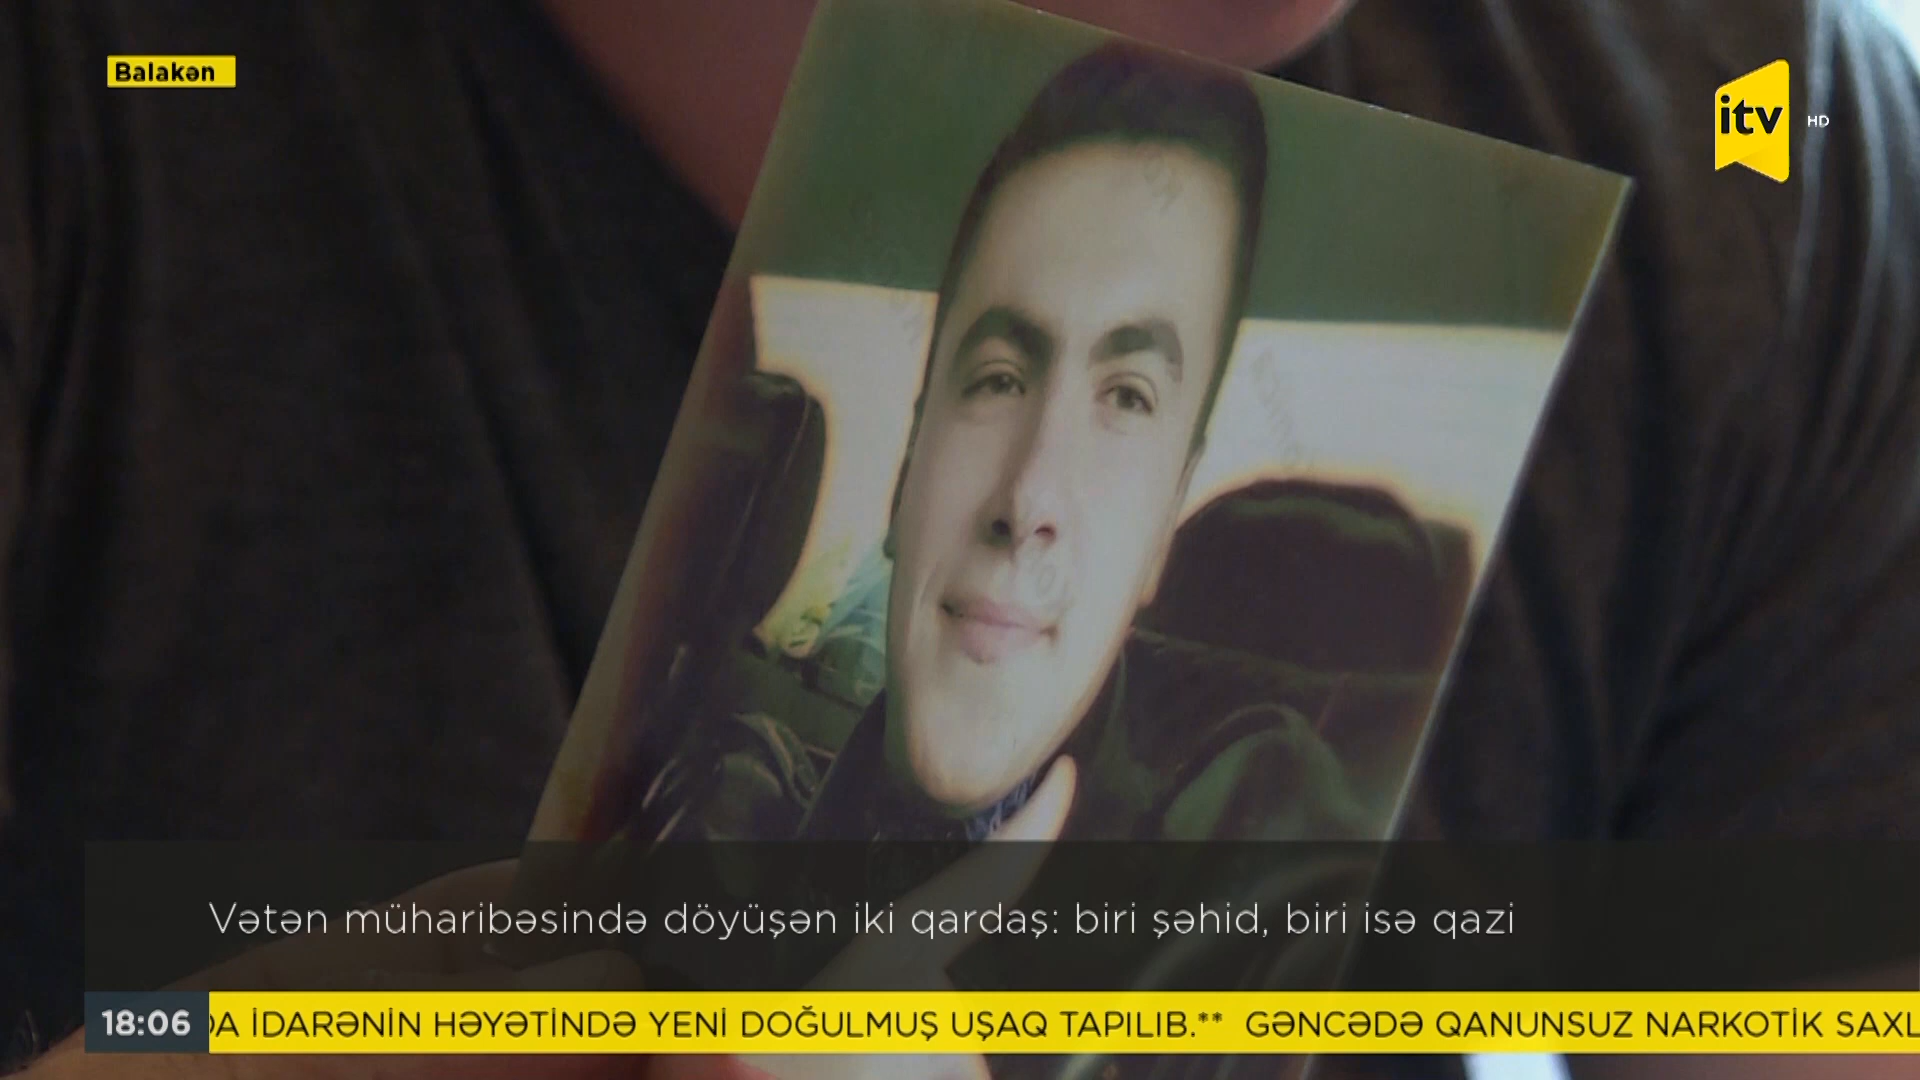 Balakən
itv HD
Vətən müharibəsində döyüşən iki qardaş: biri şəhid, biri isə qazi
18:06 DA İDARƏNİN HƏYƏTİNDƏ YENİ DOĞULMUŞ UŞAQ TAPILIB.** GƏNCƏDƏ QANUNSUZ NARKOTİK SAXL